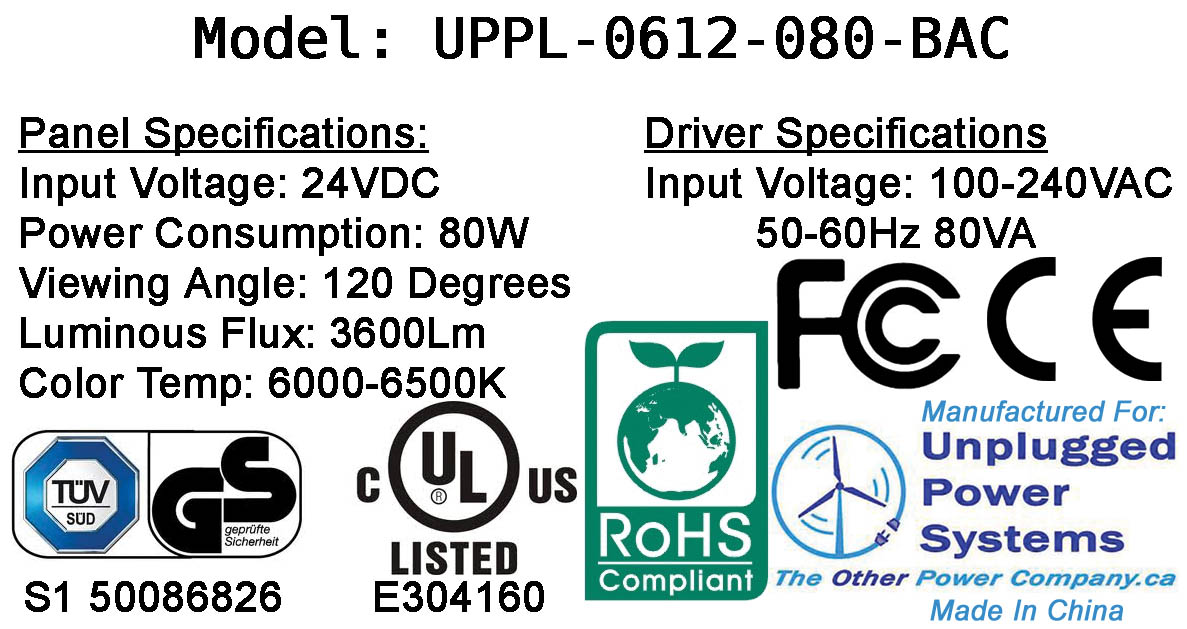 Model: UPPL-0612-080-BAC
Panel Specifications:
Input Voltage: 24VDC
Power Consumption: 80W
Viewing Angle: 120 Degrees
Luminous Flux: 3600Lm
Color Temp: 6000-6500K
Driver Specifications
Input Voltage: 100-240VAC
50-60Hz 80VA
FC CE
TÜV
SÜD
GS
geprüfte
Sicherheit
S1 50086826
C UL US
®
LISTED
E304160
RoHS
Compliant
Manufactured For:
Unplugged
Power
Systems
The Other Power Company.ca
Made In China